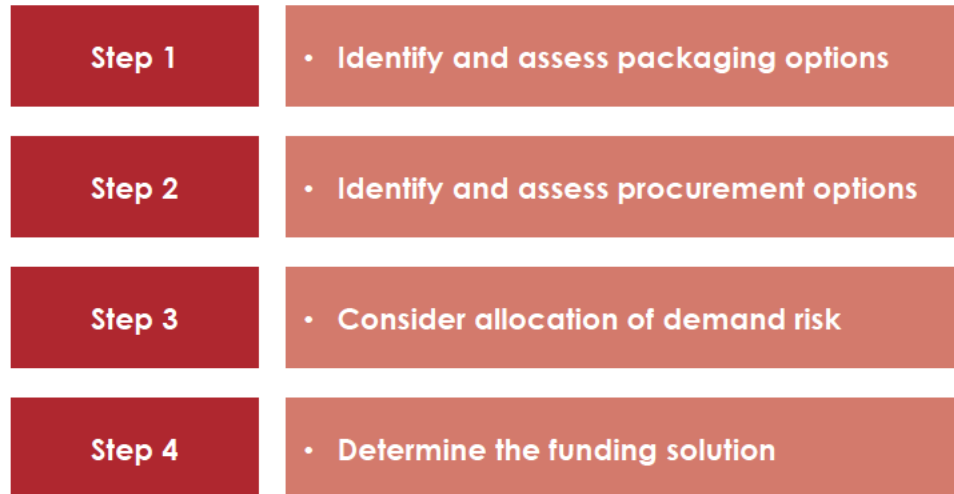 Step 1
• Identify and assess packaging options
Step 2
• Identify and assess procurement options
Step 3
• Consider allocation of demand risk
Step 4
• Determine the funding solution